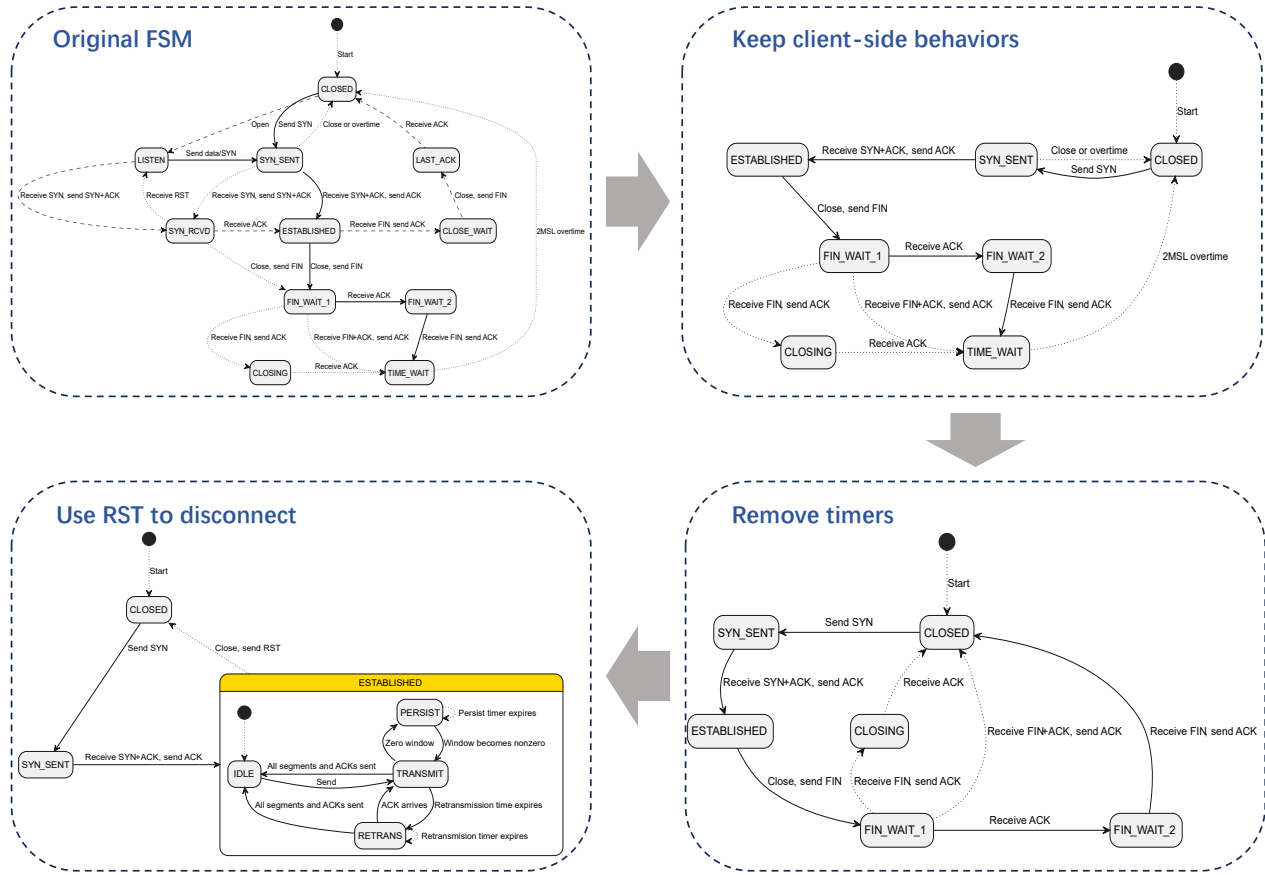 Original FSM
Start
CLOSED
Open
Send SYN
Close or overtime
Receive ACK
LISTEN
Send data/SYN
SYN_SENT
LAST_ACK
Receive SYN, send SYN+ACK
Receive RST
Receive SYN, send SYN+ACK
Receive SYN+ACK, send ACK
Close, send FIN
SYN_RCVD
Receive ACK
ESTABLISHED
Receive FIN, send ACK
CLOSE_WAIT
2MSL overtime
Close, send FIN
Close, send FIN
FIN_WAIT_1
Receive ACK
FIN_WAIT_2
Receive FIN, send ACK
Receive FIN+ACK, send ACK
Receive FIN, send ACK
CLOSING
Receive ACK
TIME_WAIT
Keep client-side behaviors
Start
ESTABLISHED
Receive SYN+ACK, send ACK
SYN_SENT
Close or overtime
Send SYN
CLOSED
Close, send FIN
FIN_WAIT_1
Receive ACK
FIN_WAIT_2
2MSL overtime
Receive FIN, send ACK
Receive FIN+ACK, send ACK
Receive FIN, send ACK
CLOSING
Receive ACK
TIME_WAIT
Use RST to disconnect
Start
CLOSED
Send SYN
Close, send RST
ESTABLISHED
SYN_SENT
Receive SYN+ACK, send ACK
PERSIST
Persist timer expires
Zero window
Window becomes nonzero
IDLE
All segments and ACKs sent
Send
TRANSMIT
All segments and ACKs sent
ACK arrives
Retransmission time expires
RETRANS
Retransmision timer expires
Remove timers
Start
SYN_SENT
Send SYN
CLOSED
Receive SYN+ACK, send ACK
Receive ACK
ESTABLISHED
CLOSING
Receive FIN+ACK, send ACK
Receive FIN, send ACK
Close, send FIN
Receive FIN, send ACK
FIN_WAIT_1
Receive ACK
FIN_WAIT_2